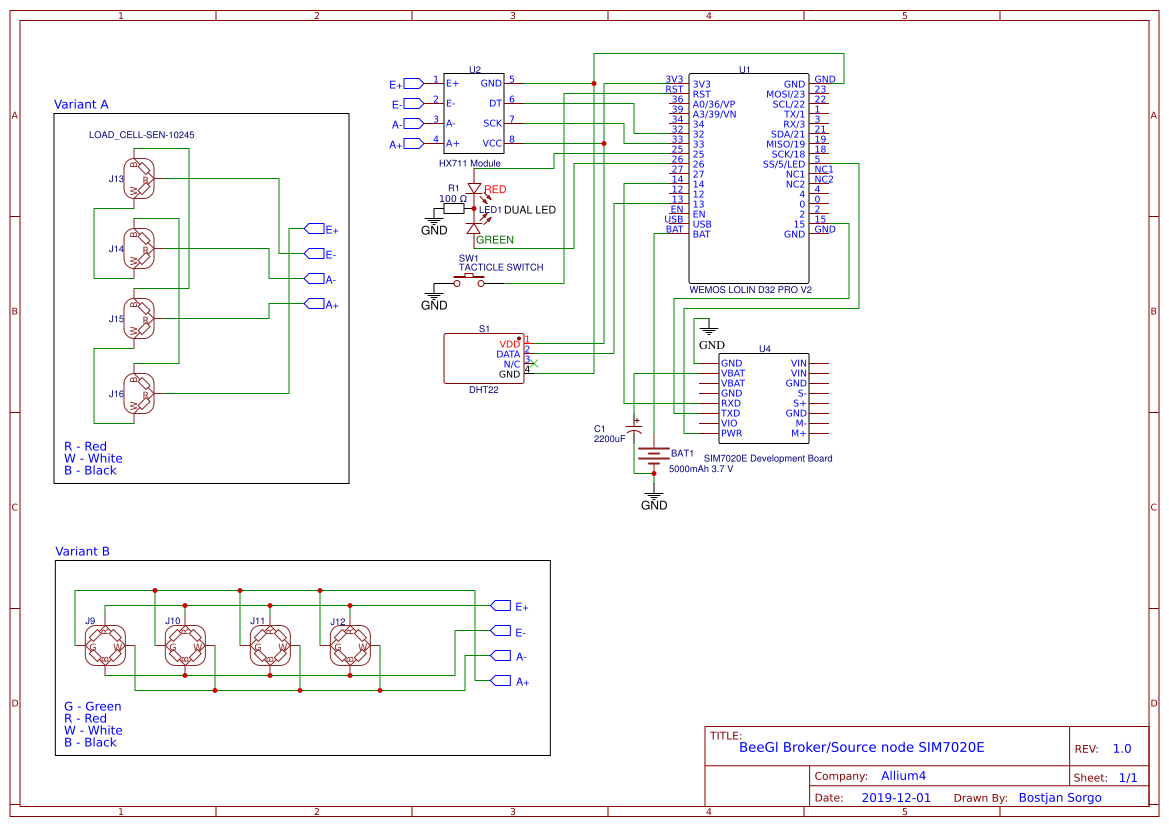 1 2 3 4 5
A
B
C
D
A
B
C
D
1 2 3 4 5
Variant A
LOAD_CELL-SEN-10245
J13
B
R
W
J14
B
R
W
J15
B
R
W
J16
B
R
W
E+
E-
A-
A+
R - Red
W - White
B - Black
E+
E-
A-
A+
U2
1 E+ GND 5
2 E- DT 6
3 A- SCK 7
4 A+ VCC 8
HX711 Module
R1
100 Ω
RED
LED1 DUAL LED
GREEN
GND
SW1
TACTICLE SWITCH
GND
S1
VDD 1
DATA 2
N/C 3
GND 4
DHT22
U1
3V3 3V3 GND GND
RST RST MOSI/23 23
36 A0/36/VP SCL/22 22
39 A3/39/VN TX/1 1
34 34 RX/3 3
32 32 SDA/21 21
33 33 MISO/19 19
25 25 SCK/18 18
26 26 SS/5/LED 5
27 27 NC1 NC1
14 14 NC2 NC2
12 12 4 4
13 13 0 0
EN EN 2 2
USB USB 15 15
BAT BAT GND GND
WEMOS LOLIN D32 PRO V2
GND
U4
GND VIN
VBAT VIN
VBAT GND
GND S-
RXD S+
TXD GND
VIO M-
PWR M+
SIM7020E Development Board
C1
2200uF
+
BAT1
5000mAh 3.7 V
GND
Variant B
J9
R
G W
B
J10
R
G W
B
J11
R
G W
B
J12
R
G W
B
E+
E-
A-
A+
G - Green
R - Red
W - White
B - Black
TITLE:
BeeGI Broker/Source node SIM7020E
REV: 1.0
Company: Allium4
Sheet: 1/1
Date: 2019-12-01 Drawn By: Bostjan Sorgo